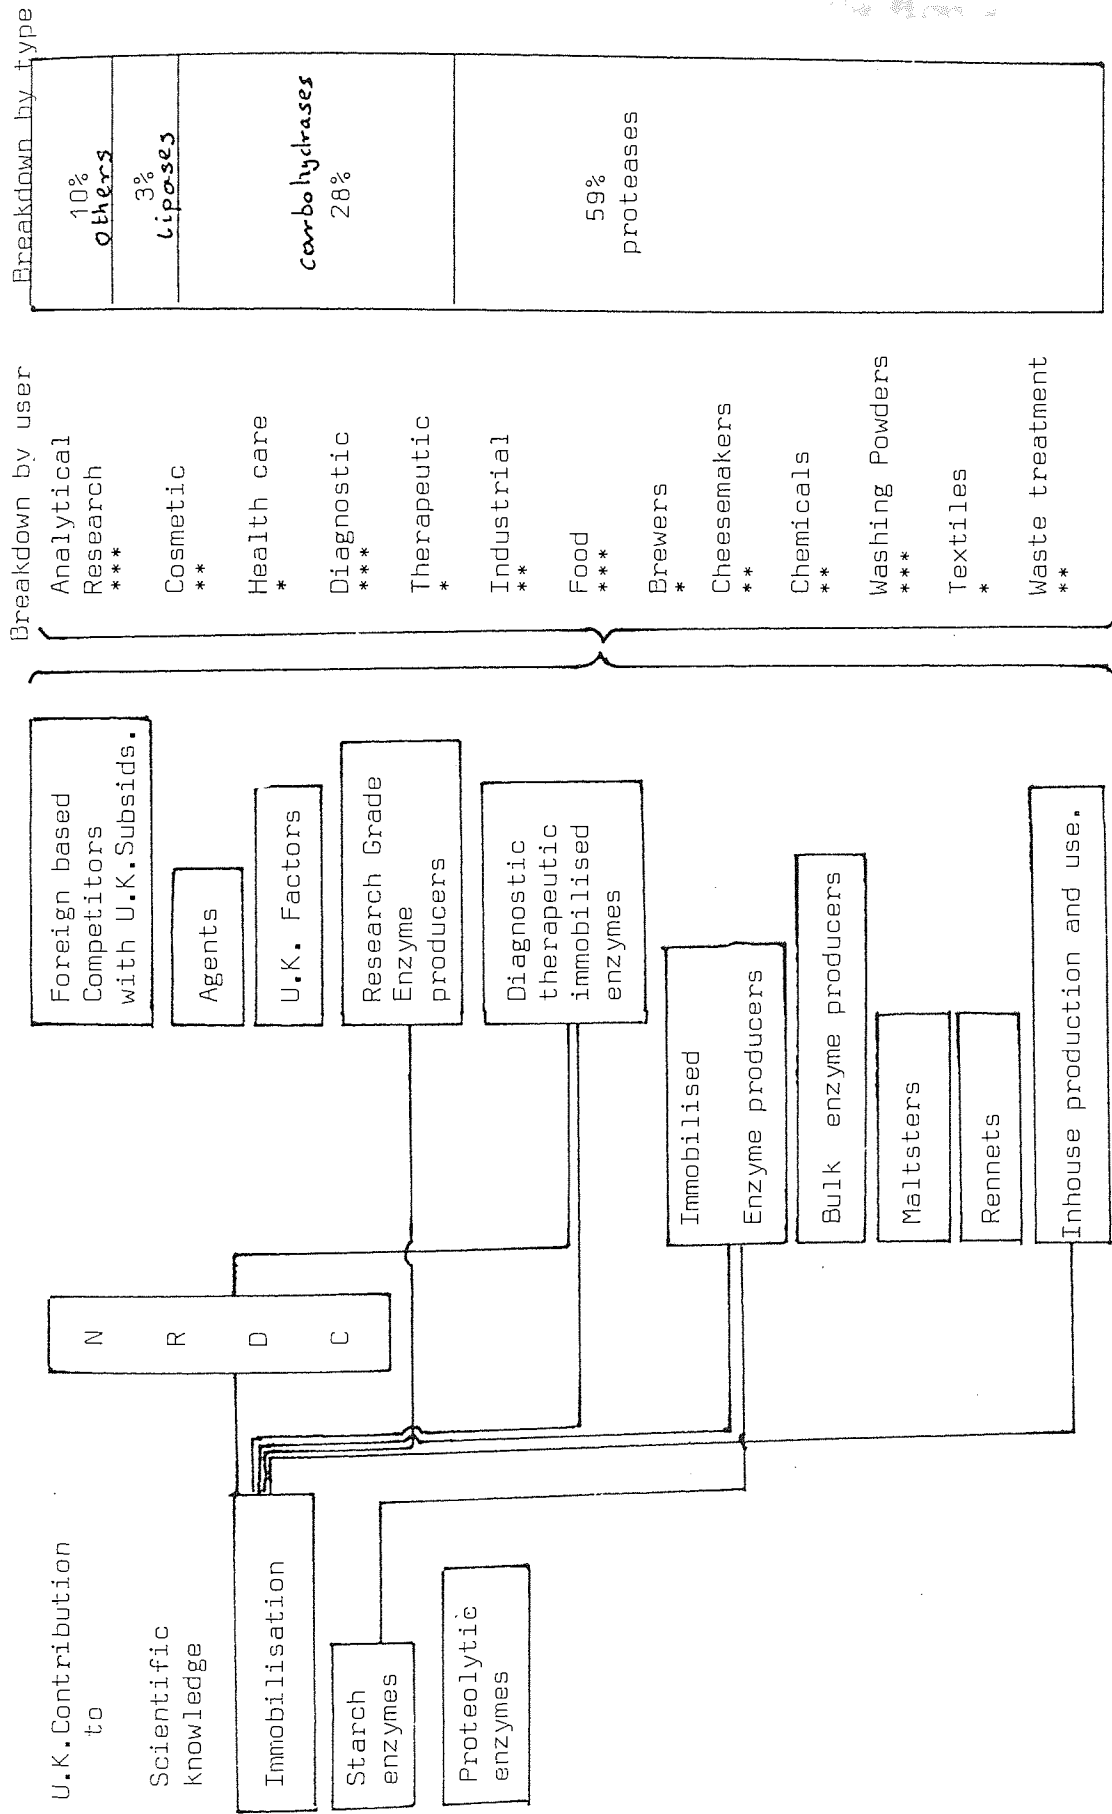 U.K.Contribution
to
Scientific
knowledge
Immobilisation
Starch
enzymes
Proteolytic
enzymes
N
R
D
C
Foreign based
Competitors
with U.K.Subsids.
Agents
U.K. Factors
Research Grade
Enzyme
producers
Diagnostic
therapeutic
immobilised
enzymes
Immobilised
Enzyme producers
Bulk enzyme producers
Maltsters
Rennets
Inhouse production and use.
Breakdown by user
Analytical
Research
***
Cosmetic
**
Health care
*
Diagnostic
***
Therapeutic
*
Industrial
**
Food
***
Brewers
*
Cheesemakers
**
Chemicals
**
Washing Powders
***
Textiles
*
Waste treatment
**
Breakdown by type
10%
others
3%
lipases
carbohydrases
28%
59%
proteases